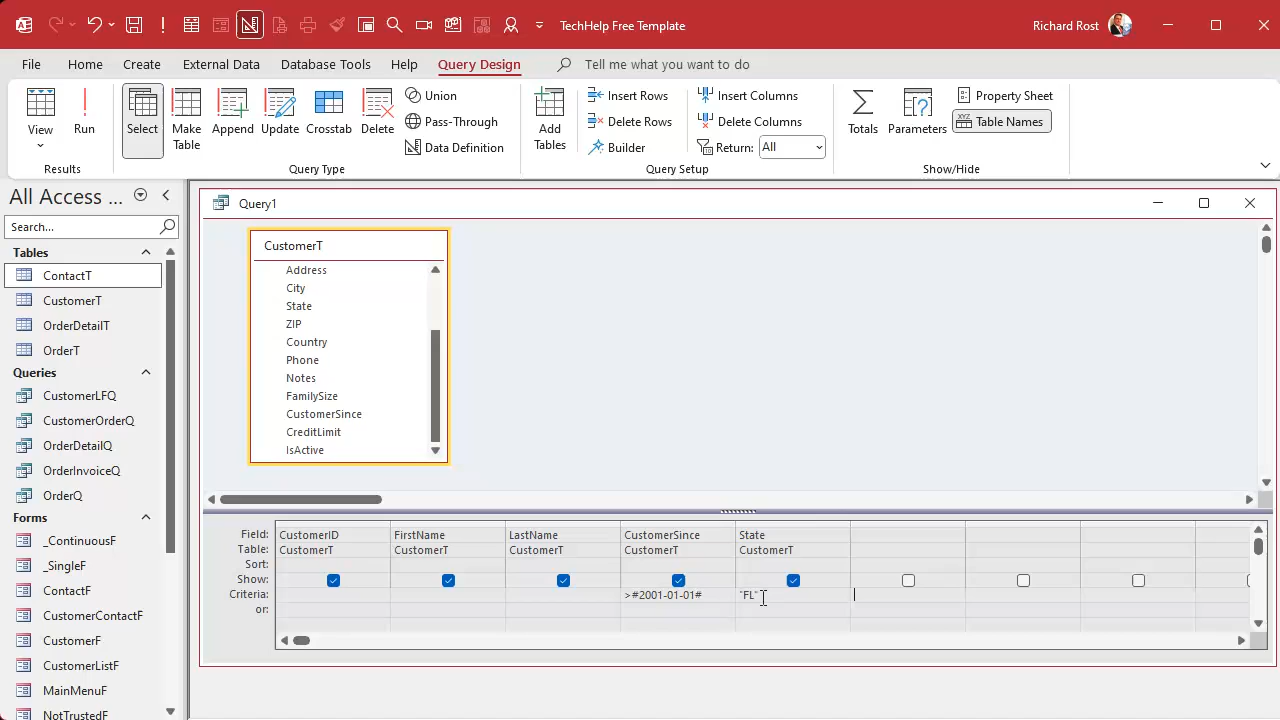 TechHelp Free Template
Richard Rost
File Home Create External Data Database Tools Help Query Design Tell me what you want to do
View
Run
Results
Select
Make Table
Append
Update
Crosstab
Delete
Union
Pass-Through
Data Definition
Query Type
Add Tables
Insert Rows
Delete Rows
Builder
Insert Columns
Delete Columns
Return: All
Query Setup
Totals
Parameters
Property Sheet
Table Names
Show/Hide
All Access ...
Search...
Tables
ContactT
CustomerT
OrderDetailT
OrderT
Queries
CustomerLFQ
CustomerOrderQ
OrderDetailQ
OrderInvoiceQ
OrderQ
Forms
_ContinuousF
_SingleF
ContactF
CustomerContactF
CustomerF
CustomerListF
MainMenuF
NotTrustedF
Query1
CustomerT
Address
City
State
ZIP
Country
Phone
Notes
FamilySize
CustomerSince
CreditLimit
IsActive
Field: CustomerID FirstName LastName CustomerSince State
Table: CustomerT CustomerT CustomerT CustomerT CustomerT
Sort:
Show:
Criteria: >#2001-01-01# "FL"
or: